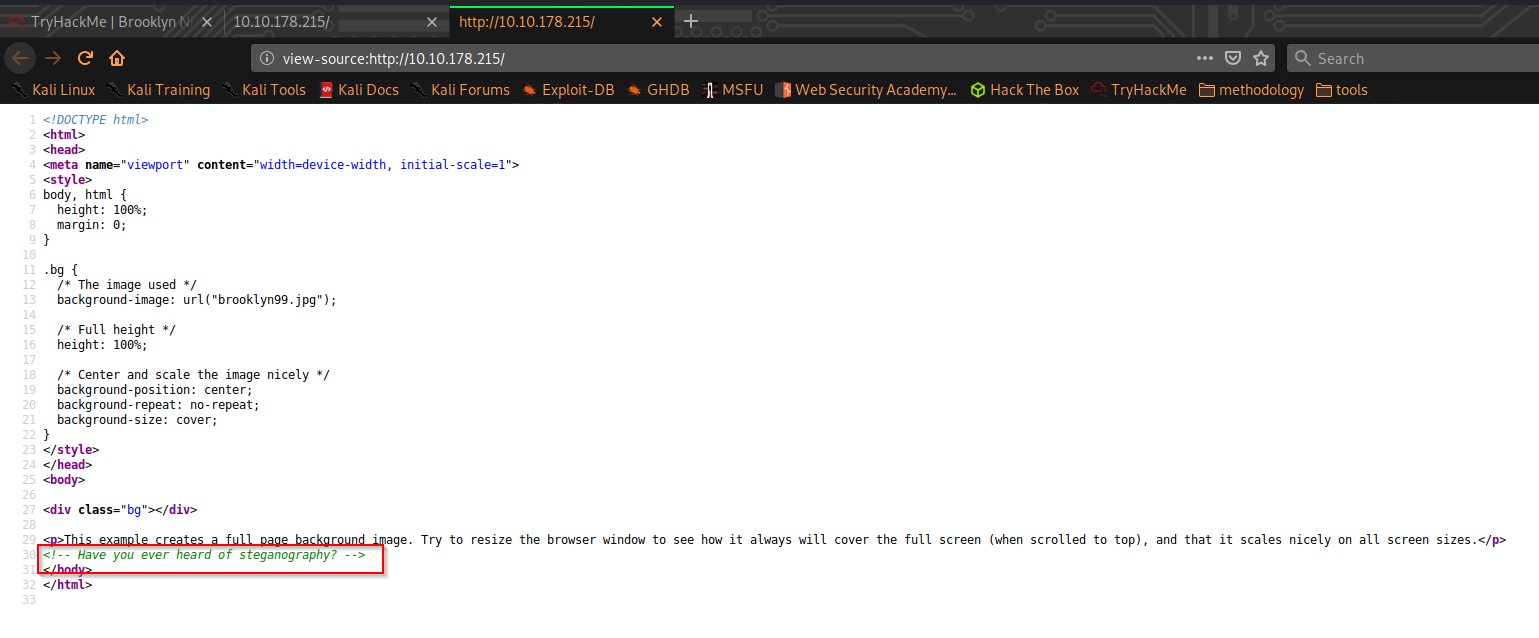 TryHackMe | Brooklyn N
10.10.178.215/
http://10.10.178.215/
view-source:http://10.10.178.215/
Search
Kali Linux Kali Training Kali Tools Kali Docs Kali Forums Exploit-DB GHDB MSFU Web Security Academy... Hack The Box TryHackMe methodology tools
1 <!DOCTYPE html>
2 <html>
3 <head>
4 <meta name="viewport" content="width=device-width, initial-scale=1">
5 <style>
6 body, html {
7   height: 100%;
8   margin: 0;
9 }
10
11 .bg {
12   /* The image used */
13   background-image: url("brooklyn99.jpg");
14
15   /* Full height */
16   height: 100%;
17
18   /* Center and scale the image nicely */
19   background-position: center;
20   background-repeat: no-repeat;
21   background-size: cover;
22 }
23 </style>
24 </head>
25 <body>
26
27 <div class="bg"></div>
28
29 <p>This example creates a full page background image. Try to resize the browser window to see how it always will cover the full screen (when scrolled to top), and that it scales nicely on all screen sizes.</p>
30 <!-- Have you ever heard of steganography? -->
31 </body>
32 </html>
33